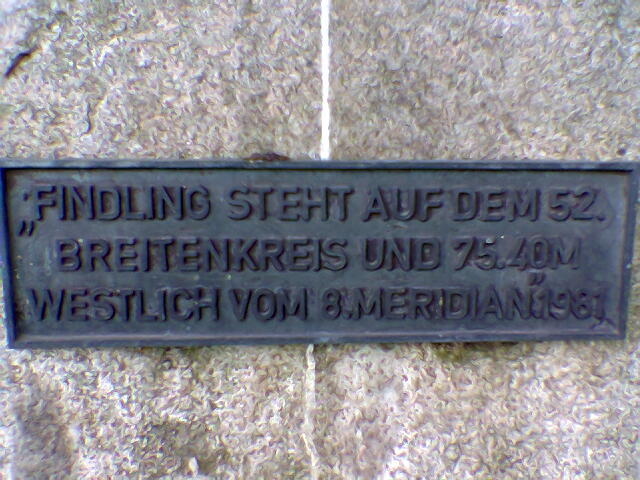 „FINDLING STEHT AUF DEM 52.
BREITENKREIS UND 75.40M
WESTLICH VOM 8.MERIDIAN.“1981